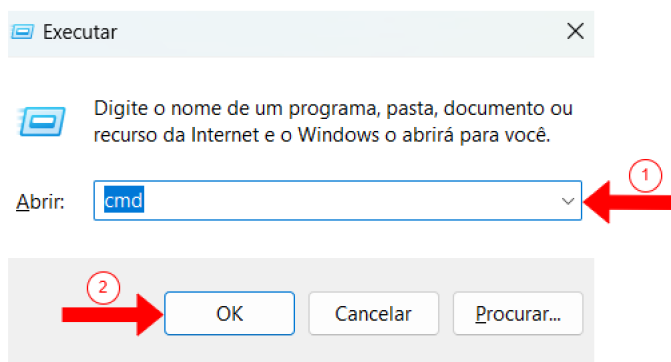 Executar
Digite o nome de um programa, pasta, documento ou
recurso da Internet e o Windows o abrirá para você.
1
Abrir: cmd
2
OK Cancelar Procurar...